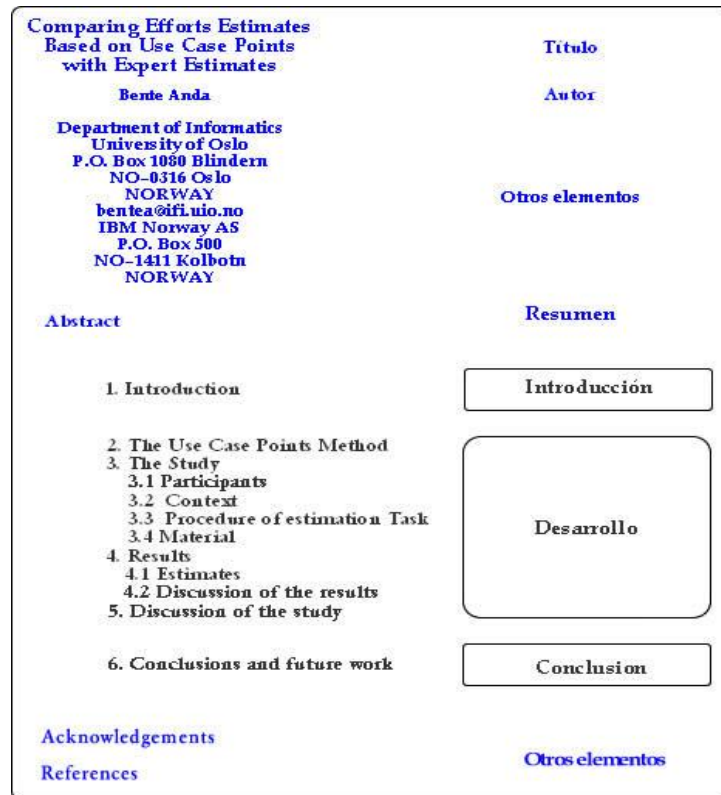 Comparing Efforts Estimates
Based on Use Case Points
with Expert Estimates
Título
Bente Anda
Autor
Department of Informatics
University of Oslo
P.O. Box 1080 Blindern
NO-0316 Oslo
NORWAY
bentea@ifi.uio.no
IBM Norway AS
P.O. Box 500
NO-1411 Kolbotn
NORWAY
Otros elementos
Abstract
Resumen
1. Introduction
Introducción
2. The Use Case Points Method
3. The Study
3.1 Participants
3.2 Context
3.3 Procedure of estimation Task
3.4 Material
4. Results
4.1 Estimates
4.2 Discussion of the results
5. Discussion of the study
Desarrollo
6. Conclusions and future work
Conclusion
Acknowledgements
References
Otros elementos